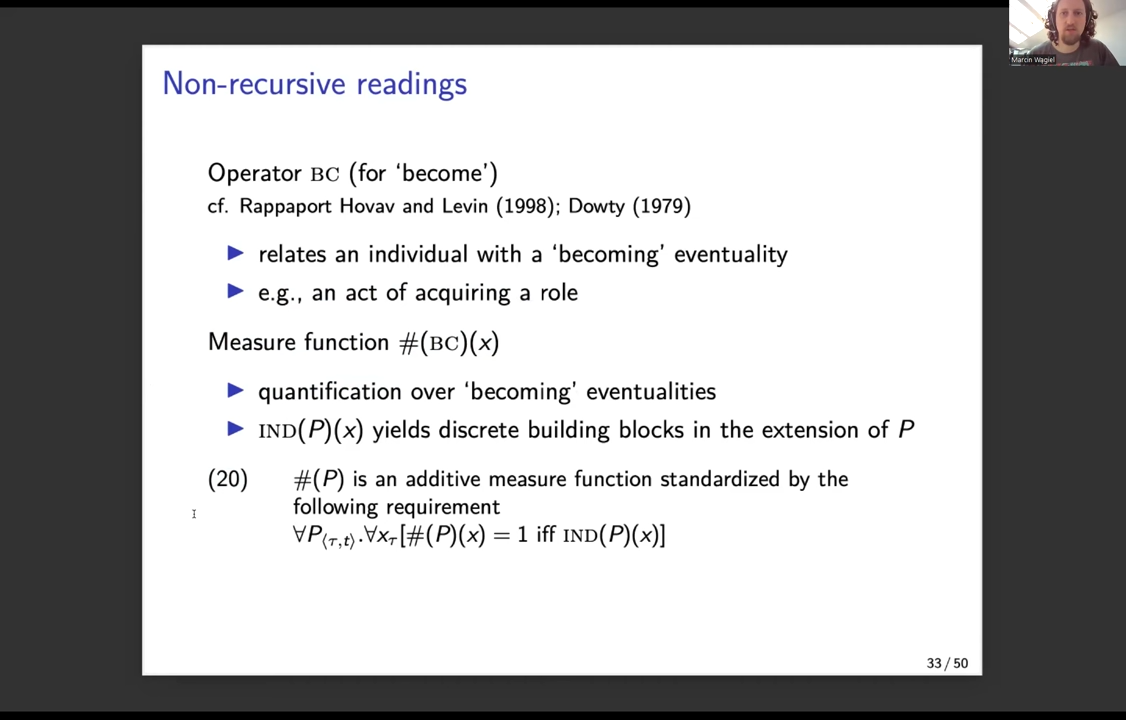 Marcin Wągiel
Non-recursive readings
Operator BC (for ‘become’)
cf. Rappaport Hovav and Levin (1998); Dowty (1979)
▶ relates an individual with a ‘becoming’ eventuality
▶ e.g., an act of acquiring a role
Measure function #(BC)(x)
▶ quantification over ‘becoming’ eventualities
▶ IND(P)(x) yields discrete building blocks in the extension of P
(20) #(P) is an additive measure function standardized by the
following requirement
∀P⟨τ,t⟩.∀xτ[#(P)(x) = 1 iff IND(P)(x)]
33 / 50